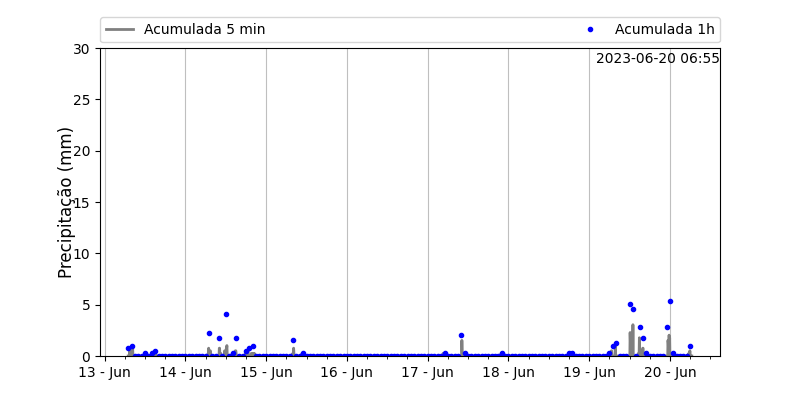 Acumulada 5 min
Acumulada 1h
2023-06-20 06:55
Precipitação (mm)
30
25
20
15
10
5
0
13 - Jun
14 - Jun
15 - Jun
16 - Jun
17 - Jun
18 - Jun
19 - Jun
20 - Jun